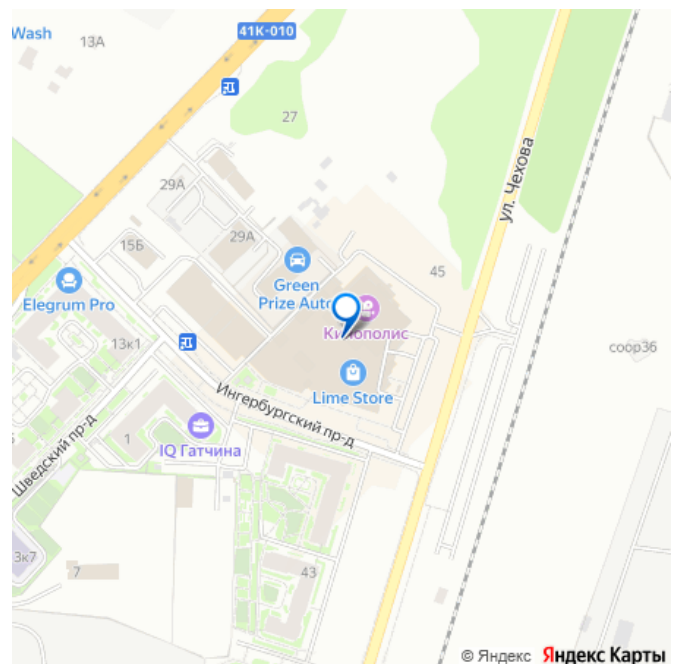 Wash
13А
41К-010
27
29А
29А
15Б
Green
Prize Auto
45
ул. Чехова
Elegrum Pro
Кинополис
13к1
Lime Store
соор36
Ингербургский пр-д
1
IQ Гатчина
Шведский пр-д
3к7
7
43
© Яндекс Яндекс Карты